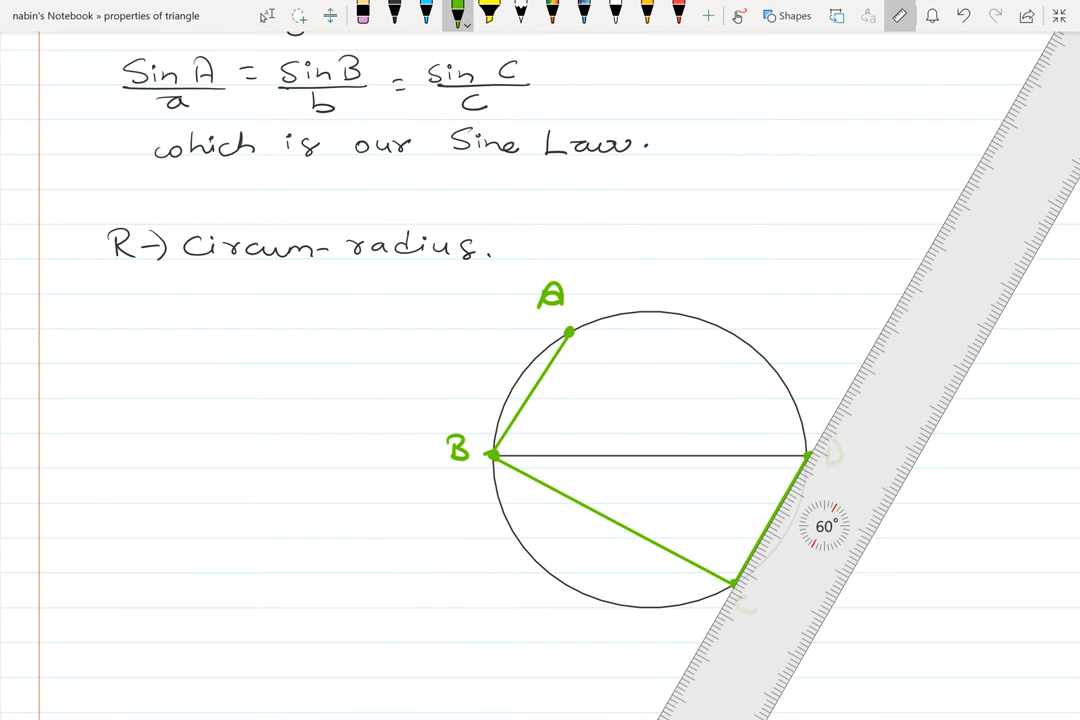 nabin's Notebook » properties of triangle
Shapes
Sin A / a = Sin B / b = Sin C / c
which is our Sine Law.
R→ Circum-radius.
A
B
D
60°
C